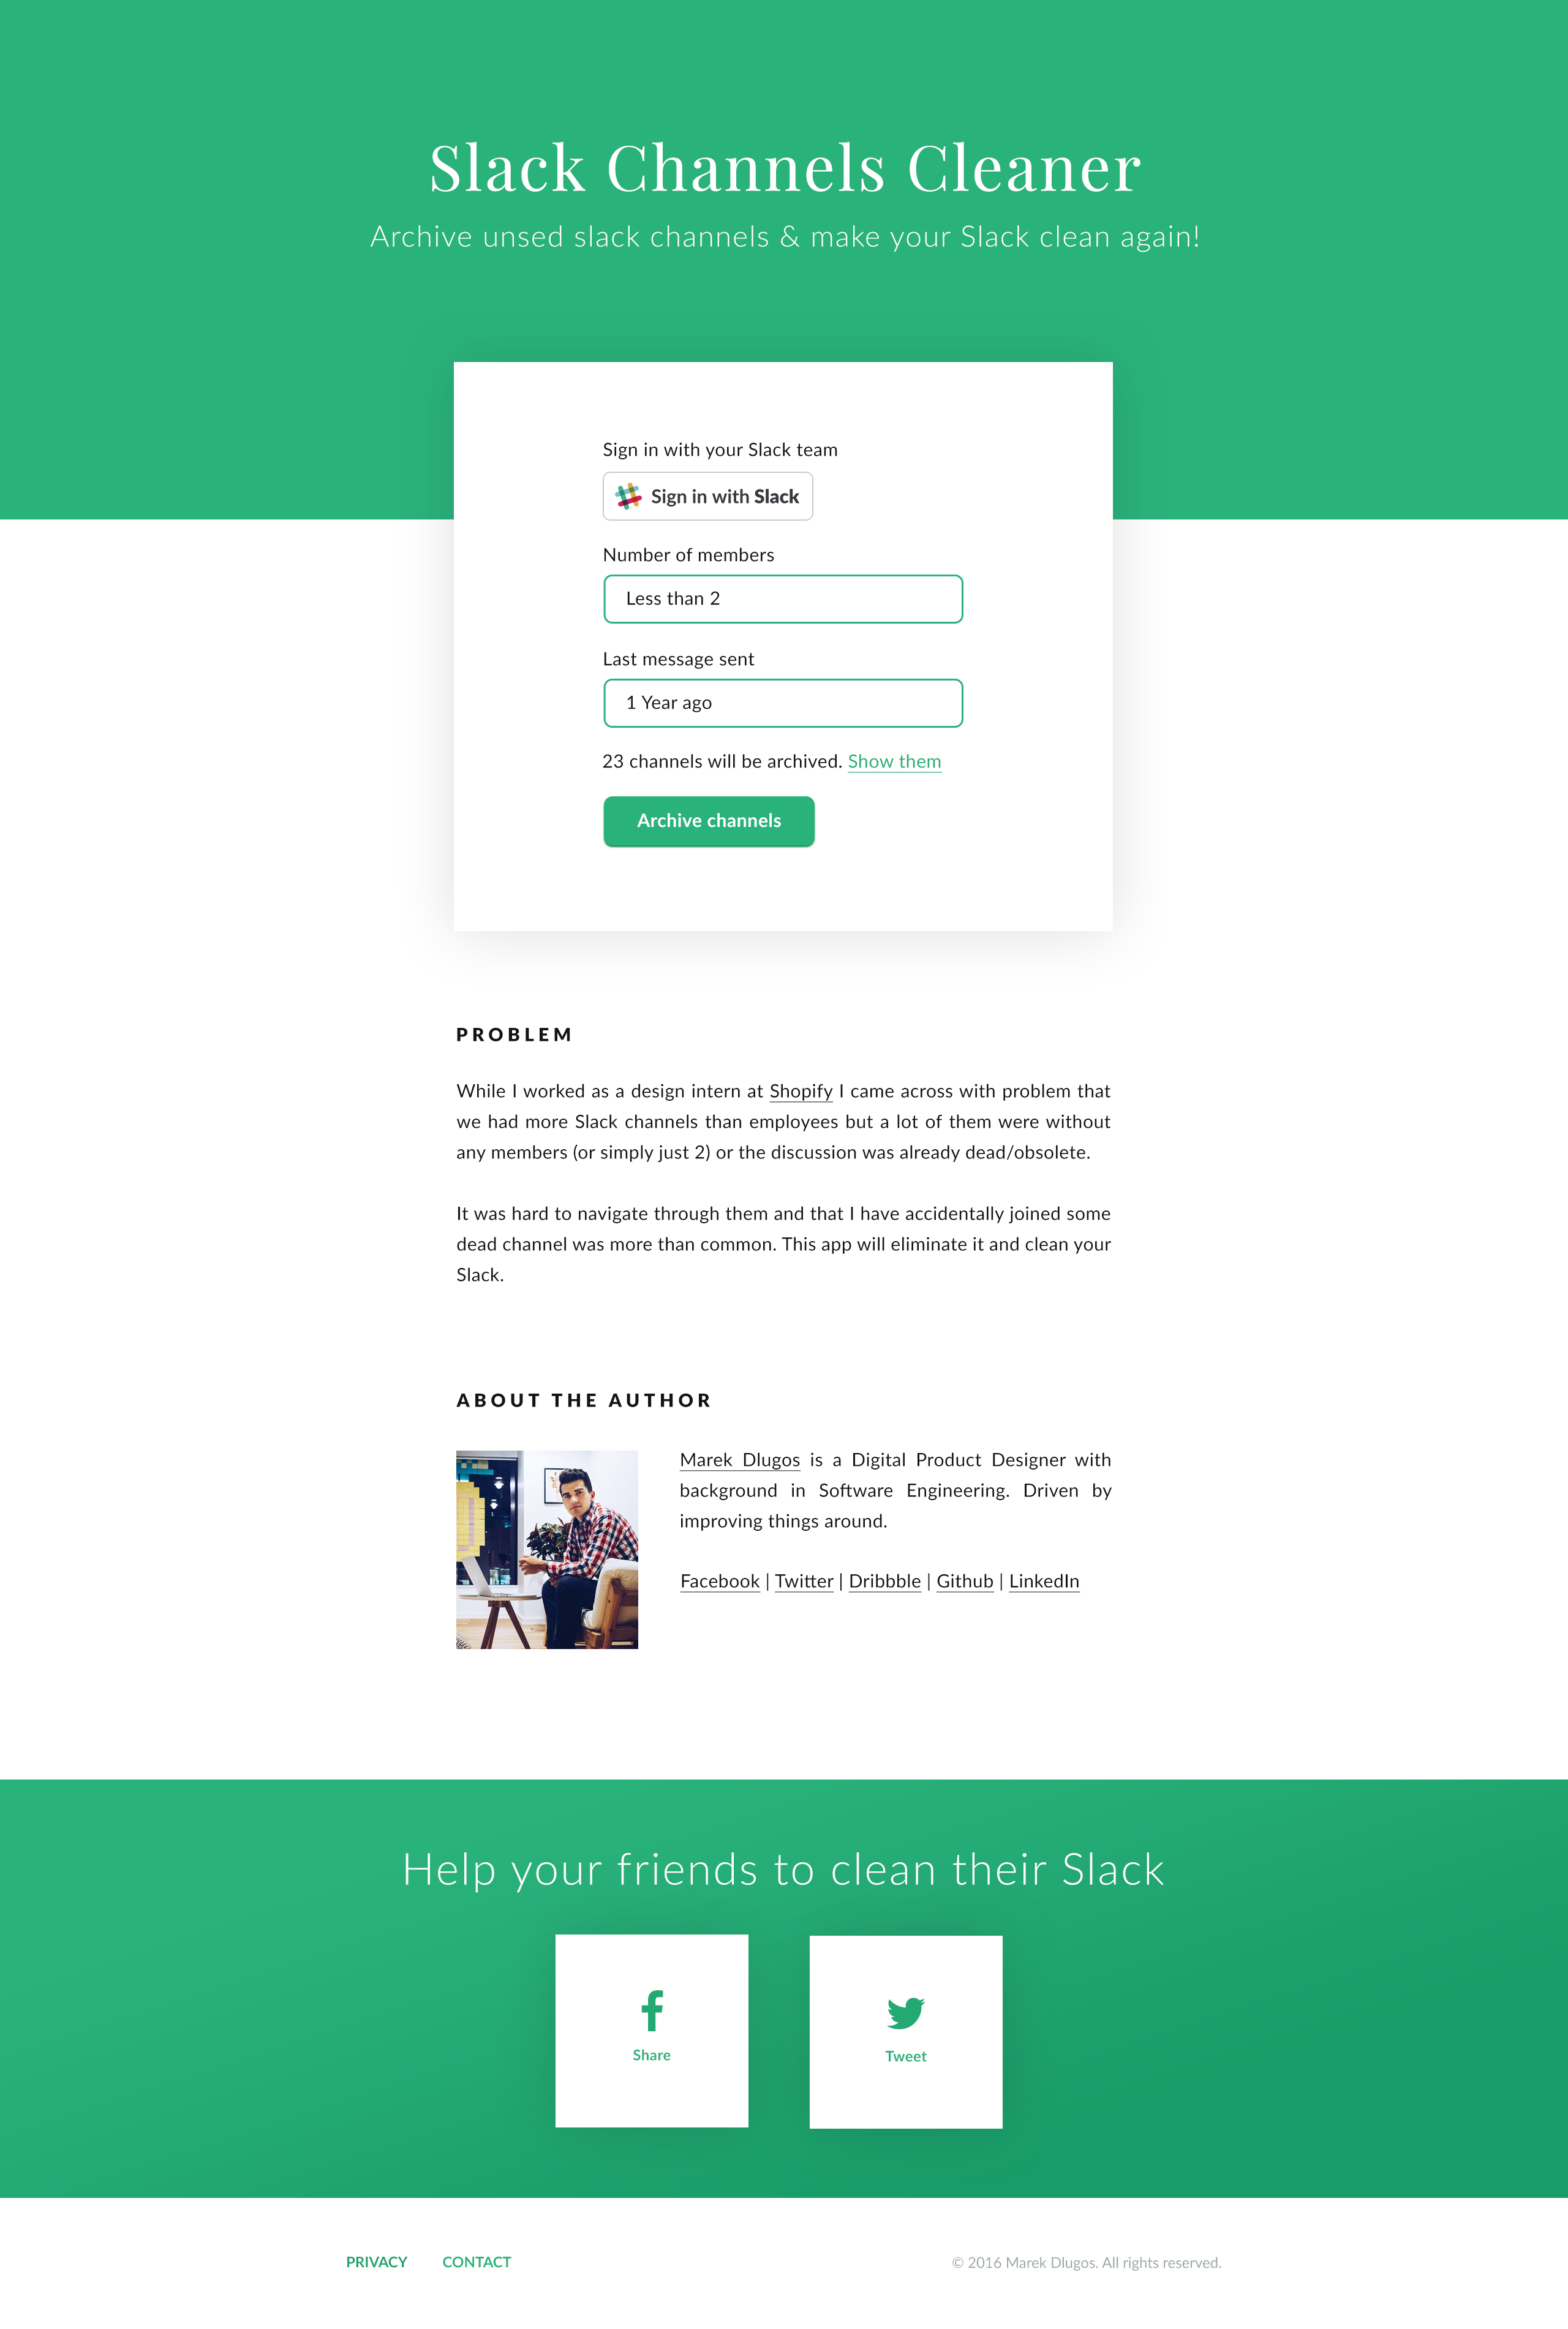 Slack Channels Cleaner
Archive unsed slack channels & make your Slack clean again!
Sign in with your Slack team
Sign in with Slack
Number of members
Less than 2
Last message sent
1 Year ago
23 channels will be archived. Show them
Archive channels
PROBLEM
While I worked as a design intern at Shopify I came across with problem that
we had more Slack channels than employees but a lot of them were without
any members (or simply just 2) or the discussion was already dead/obsolete.
It was hard to navigate through them and that I have accidentally joined some
dead channel was more than common. This app will eliminate it and clean your
Slack.
ABOUT THE AUTHOR
Marek Dlugos is a Digital Product Designer with
background in Software Engineering. Driven by
improving things around.
Facebook | Twitter | Dribbble | Github | LinkedIn
Help your friends to clean their Slack
Share
Tweet
PRIVACY CONTACT
© 2016 Marek Dlugos. All rights reserved.